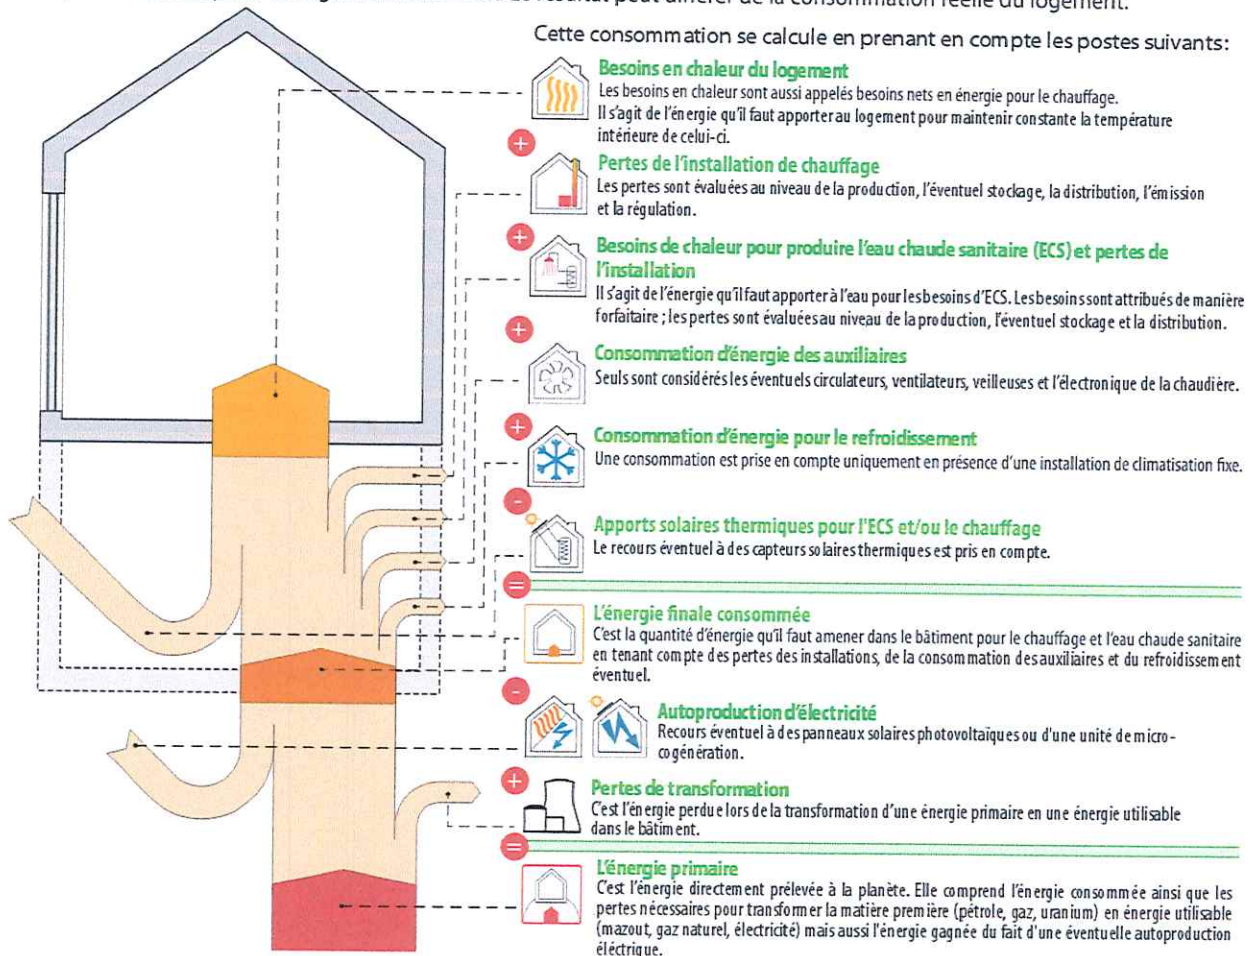 résultat peut différer de la consommation réelle du logement.
Cette consommation se calcule en prenant en compte les postes suivants:
Besoins en chaleur du logement
Les besoins en chaleur sont aussi appelés besoins nets en énergie pour le chauffage.
Il s'agit de l'énergie qu'il faut apporter au logement pour maintenir constante la température
intérieure de celui-ci.
+
Pertes de l'installation de chauffage
Les pertes sont évaluées au niveau de la production, l'éventuel stockage, la distribution, l'émission
et la régulation.
+
Besoins de chaleur pour produire l'eau chaude sanitaire (ECS) et pertes de
l'installation
Il s'agit de l'énergie qu'il faut apporter à l'eau pour les besoins d'ECS. Les besoins sont attribués de manière
forfaitaire ; les pertes sont évaluées au niveau de la production, l'éventuel stockage et la distribution.
+
Consommation d'énergie des auxiliaires
Seuls sont considérés les éventuels circulateurs, ventilateurs, veilleuses et l'électronique de la chaudière.
+
Consommation d'énergie pour le refroidissement
Une consommation est prise en compte uniquement en présence d'une installation de climatisation fixe.
-
Apports solaires thermiques pour l'ECS et/ou le chauffage
Le recours éventuel à des capteurs solaires thermiques est pris en compte.
=
L'énergie finale consommée
C'est la quantité d'énergie qu'il faut amener dans le bâtiment pour le chauffage et l'eau chaude sanitaire
en tenant compte des pertes des installations, de la consommation des auxiliaires et du refroidissement
éventuel.
-
Autoproduction d'électricité
Recours éventuel à des panneaux solaires photovoltaïques ou d'une unité de micro-
cogénération.
+
Pertes de transformation
C'est l'énergie perdue lors de la transformation d'une énergie primaire en une énergie utilisable
dans le bâtiment.
=
L'énergie primaire
C'est l'énergie directement prélevée à la planète. Elle comprend l'énergie consommée ainsi que les
pertes nécessaires pour transformer la matière première (pétrole, gaz, uranium) en énergie utilisable
(mazout, gaz naturel, électricité) mais aussi l'énergie gagnée du fait d'une éventuelle autoproduction
électrique.